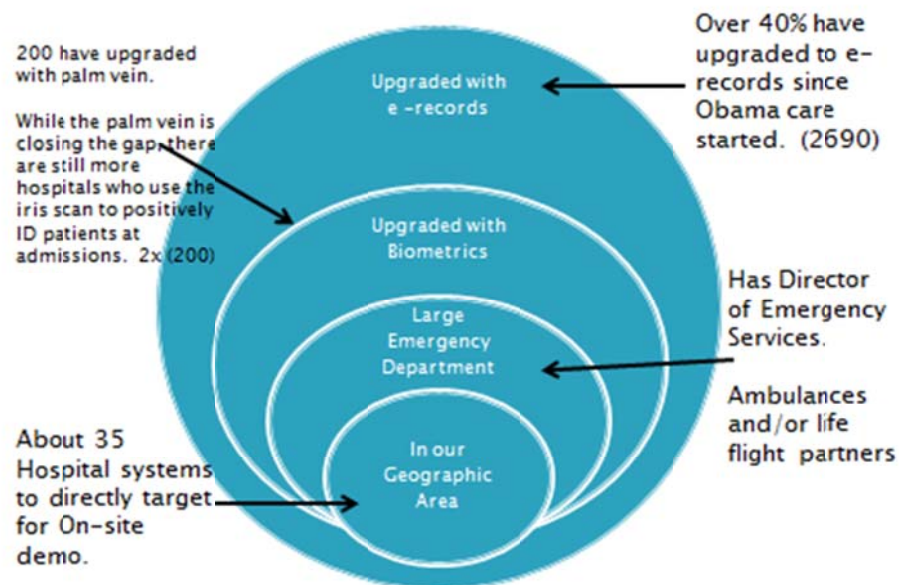 200 have upgraded
with palm vein.
While the palm vein is
closing the gap, there
are still more
hospitals who use the
iris scan to positively
ID patients at
admissions. 2x (200)
Upgraded with
e -records
Over 40% have
upgraded to e-
records since
Obama care
started. (2690)
Upgraded with
Biometrics
Large
Emergency
Department
Has Director
of Emergency
Services.
Ambulances
and/or life
flight partners
In our
Geographic
Area
About 35
Hospital systems
to directly target
for On-site
demo.